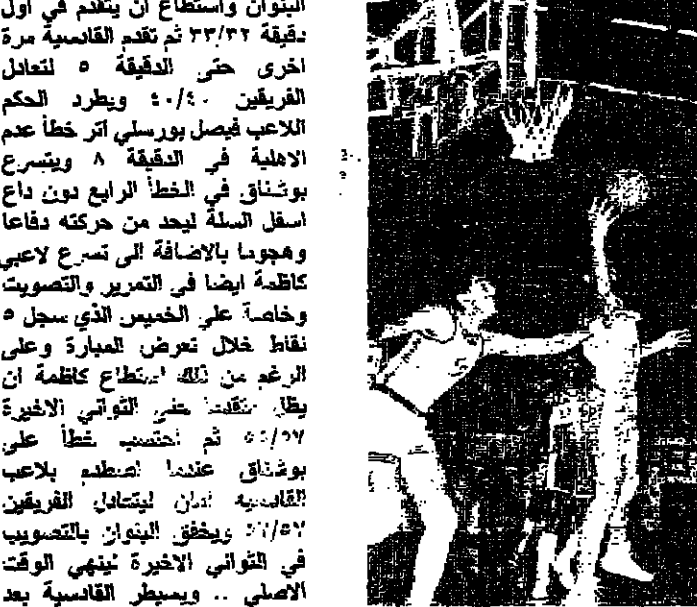 البنوان واستطاع ان يتقدم في اول
دقيقة ٣٣/٣٢ ثم تقدم القادسية مرة
اخرى حتى الدقيقة ٥ لتعادل
الفريقين ٤٠/٤٠ ويطرد الحكم
اللاعب فيصل بورسلي اثر خطأ عدم
الاهلية في الدقيقة ٨ ويتسرع
بوشناق في الخطأ الرابع دون داع
اسفل السلة ليحد من حركته دفاعا
وهجوما بالاضافة الى تسرع لاعبي
كاظمة ايضا في التمرير والتصويت
وخاصة علي الخميس الذي سجل ٥
نقاط خلال تعرض المبارة وعلى
الرغم من ذلك استطاع كاظمة ان
يظل متقدما حتى الثواني الاخيرة
ثم احتسب خطأ على
بوشناق عندما اصطدم بلاعب
القادسية ليتعادل الفريقين
ويخفق البنوان بالتصويب
في الثواني الاخيرة لينهي الوقت
الاصلي .. ويسيطر القادسية بعد